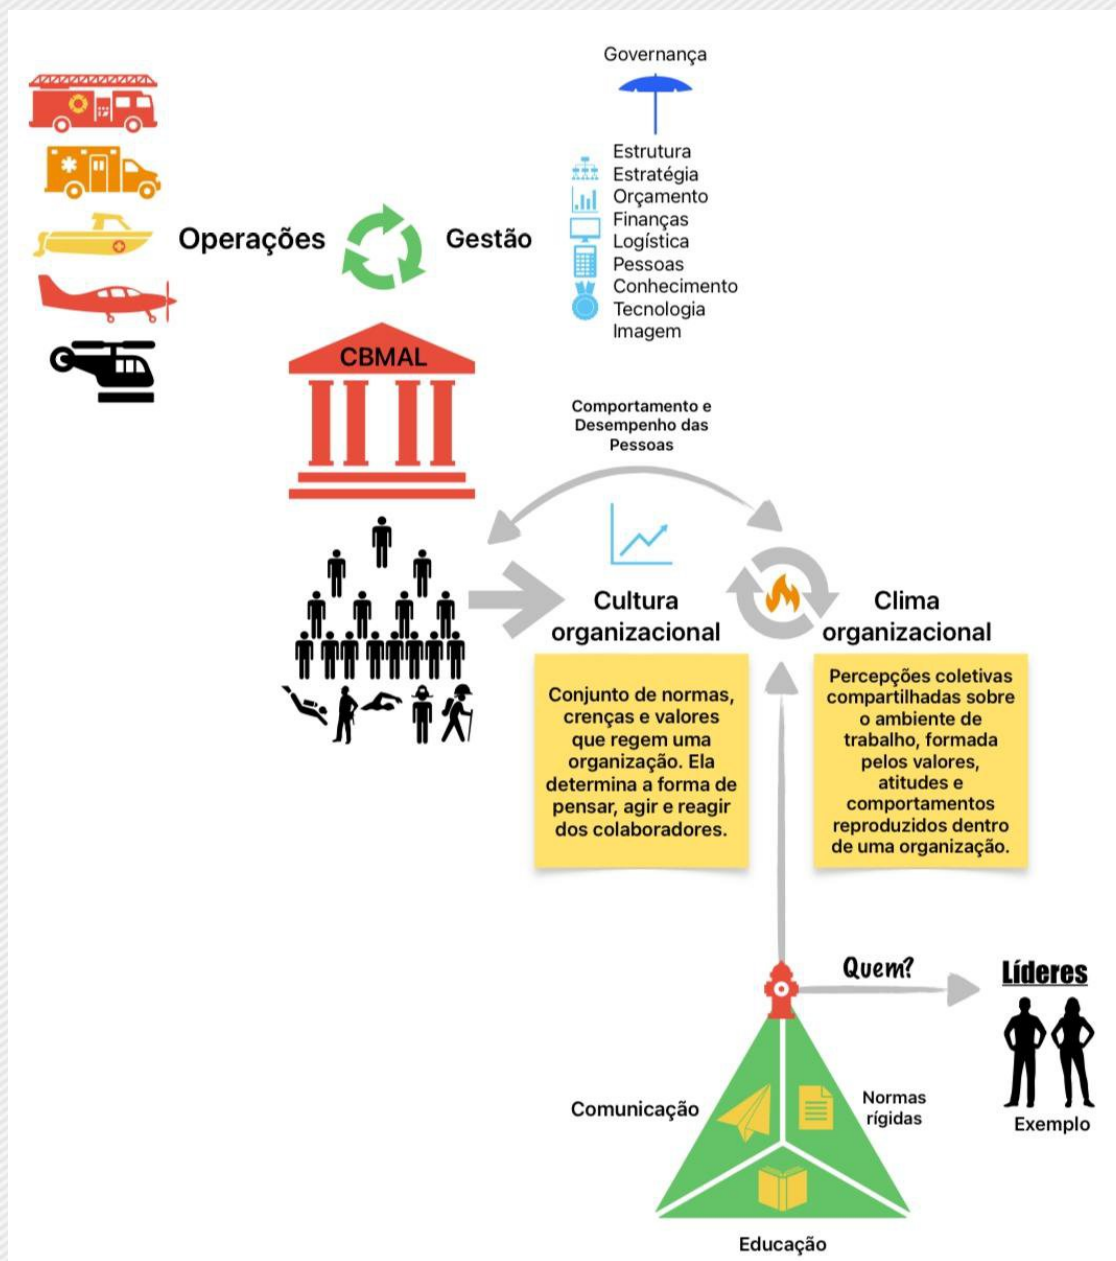 Governança
Estrutura
Estratégia
Orçamento
Finanças
Logística
Pessoas
Conhecimento
Tecnologia
Imagem
Operações
Gestão
CBMAL
Comportamento e
Desempenho das
Pessoas
Cultura
organizacional
Clima
organizacional
Conjunto de normas,
crenças e valores
que regem uma
organização. Ela
determina a forma de
pensar, agir e reagir
dos colaboradores.
Percepções coletivas
compartilhadas sobre
o ambiente de
trabalho, formada
pelos valores,
atitudes e
comportamentos
reproduzidos dentro
de uma organização.
Quem?
Líderes
Exemplo
Comunicação
Normas
rígidas
Educação